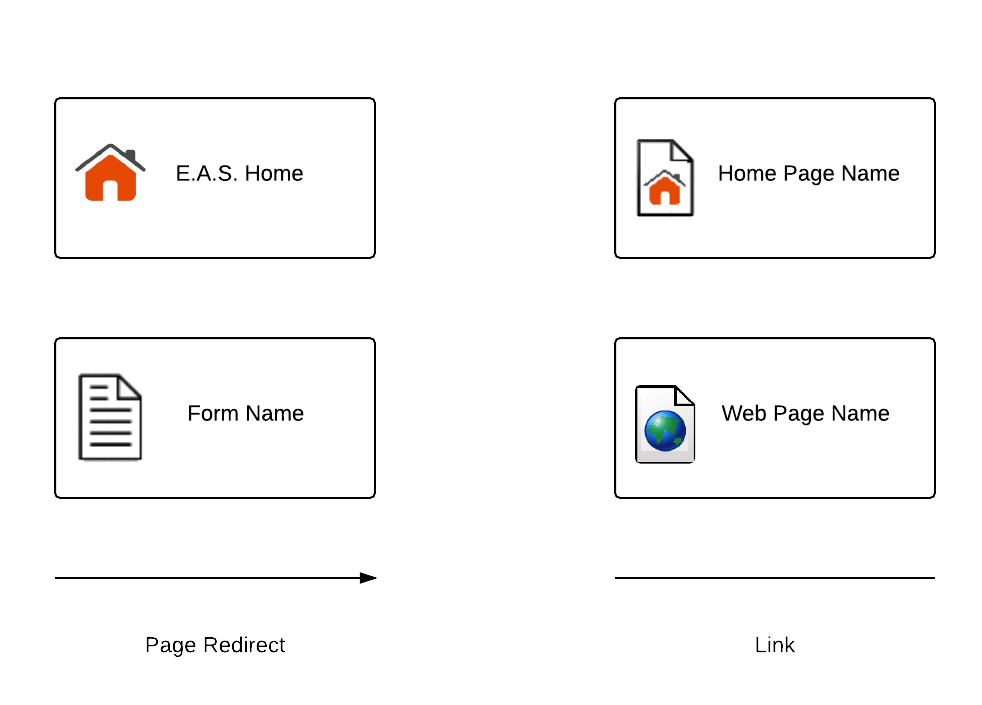 E.A.S. Home
Home Page Name
Form Name
Web Page Name
Page Redirect
Link